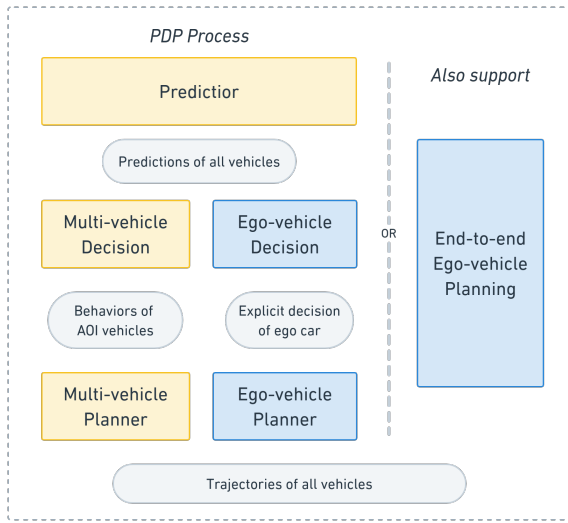 PDP Process
Predictior
Predictions of all vehicles
Multi-vehicle
Decision
Ego-vehicle
Decision
Behaviors of
AOI vehicles
Explicit decision
of ego car
Multi-vehicle
Planner
Ego-vehicle
Planner
Trajectories of all vehicles
OR
Also support
End-to-end
Ego-vehicle
Planning